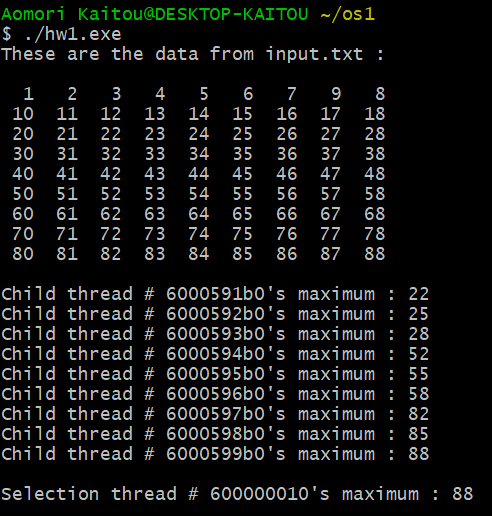 Aomori Kaitou@DESKTOP-KAITOU ~/os1
$ ./hw1.exe
These are the data from input.txt :
1 2 3 4 5 6 7 9 8
10 11 12 13 14 15 16 17 18
20 21 22 23 24 25 26 27 28
30 31 32 33 34 35 36 37 38
40 41 42 43 44 45 46 47 48
50 51 52 53 54 55 56 57 58
60 61 62 63 64 65 66 67 68
70 71 72 73 74 75 76 77 78
80 81 82 83 84 85 86 87 88
Child thread # 6000591b0's maximum : 22
Child thread # 6000592b0's maximum : 25
Child thread # 6000593b0's maximum : 28
Child thread # 6000594b0's maximum : 52
Child thread # 6000595b0's maximum : 55
Child thread # 6000596b0's maximum : 58
Child thread # 6000597b0's maximum : 82
Child thread # 6000598b0's maximum : 85
Child thread # 6000599b0's maximum : 88
Selection thread # 600000010's maximum : 88